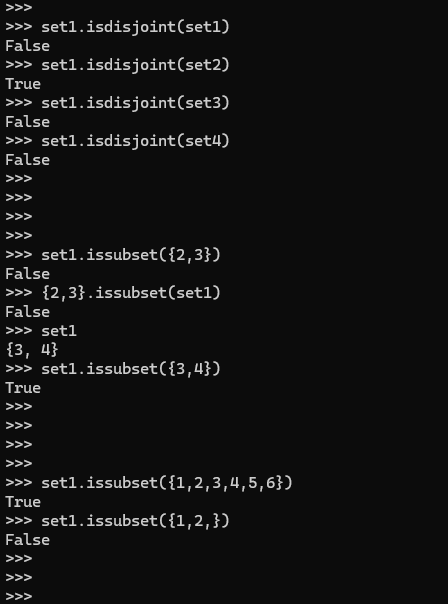 >>>
>>> set1.isdisjoint(set1)
False
>>> set1.isdisjoint(set2)
True
>>> set1.isdisjoint(set3)
False
>>> set1.isdisjoint(set4)
False
>>>
>>>
>>>
>>>
>>> set1.issubset({2,3})
False
>>> {2,3}.issubset(set1)
False
>>> set1
{3, 4}
>>> set1.issubset({3,4})
True
>>>
>>>
>>>
>>>
>>> set1.issubset({1,2,3,4,5,6})
True
>>> set1.issubset({1,2,})
False
>>>
>>>
>>>